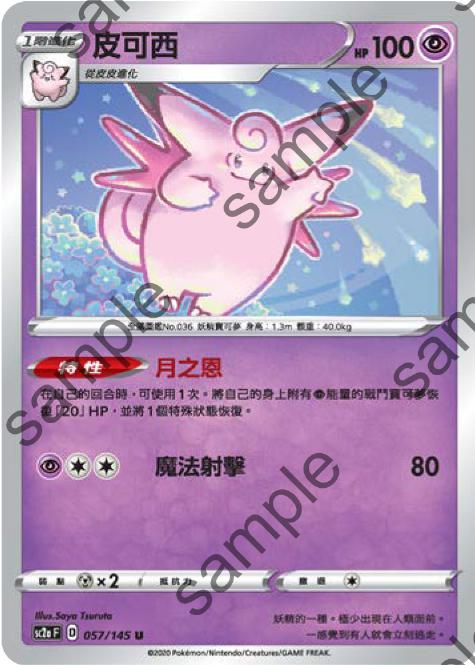 1階進化 皮可西 HP 100
從皮皮進化
sample
全國圖鑑No.036 妖精寶可夢 身高：1.3m 體重：40.0kg
特性 月之恩
在自己的回合時，可使用1次。將自己的身上附有能量的戰鬥寶可夢恢
復「20」HP，並將1個特殊狀態恢復。
sample
sample
魔法射擊 80
sample
弱點 ×2 抵抗力 撤退
sample
Illus.Saya Tsuruta
sc2a F D 057/145 U
妖精的一種。極少出現在人類面前。
一感覺到有人就會立刻逃走。
©2020 Pokémon/Nintendo/Creatures/GAME FREAK.